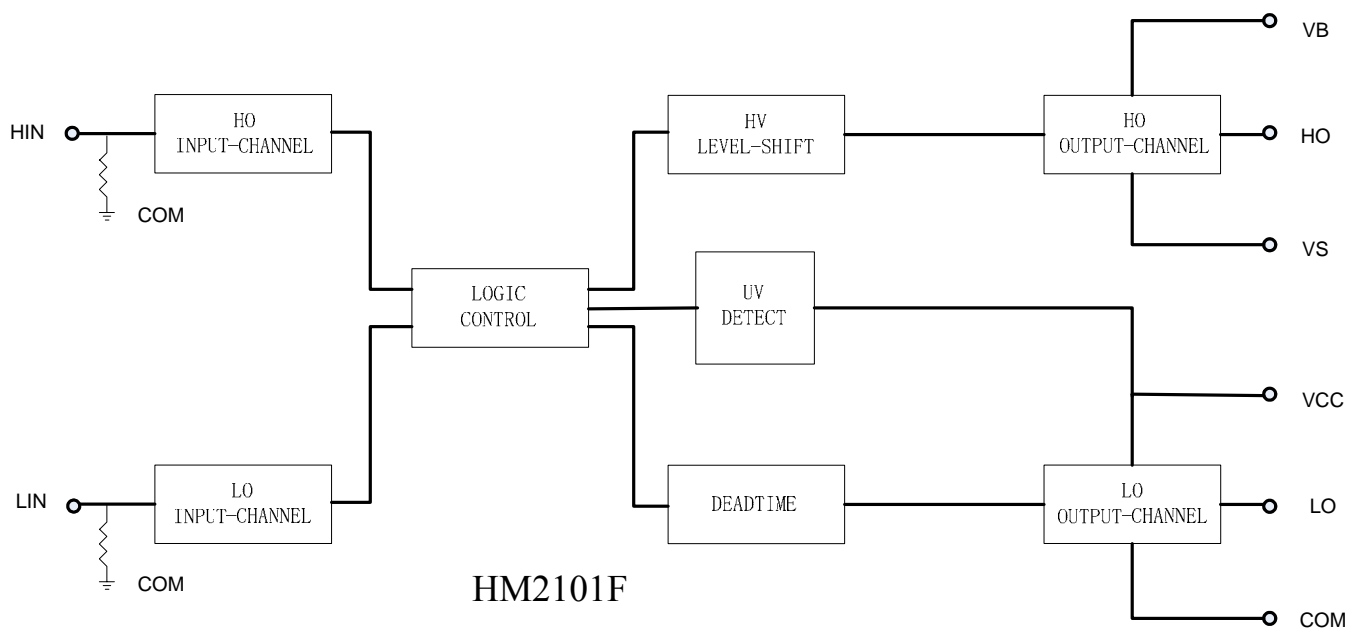 VB
HIN
HO
INPUT-CHANNEL
HV
LEVEL-SHIFT
HO
OUTPUT-CHANNEL
HO
COM
VS
LOGIC
CONTROL
UV
DETECT
VCC
LIN
LO
INPUT-CHANNEL
DEADTIME
LO
OUTPUT-CHANNEL
LO
COM
HM2101F
COM